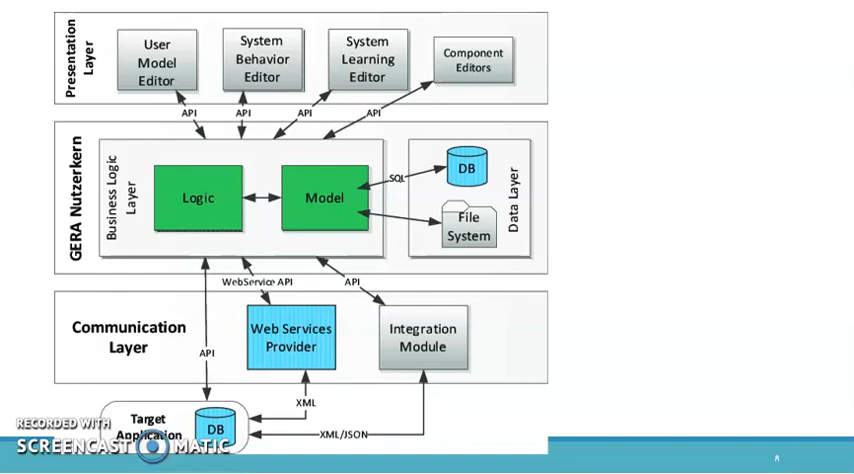 Presentation
Layer
User
Model
Editor
System
Behavior
Editor
System
Learning
Editor
Component
Editors
API
API
API
API
GERA Nutzerkern
Business Logic
Layer
Logic
Model
SQL
DB
File
System
Data Layer
WebService API
API
Communication
Layer
Web Services
Provider
Integration
Module
API
XML
Target
Application
DB
XML/JSON
RECORDED WITH
SCREENCAST MATIC
٨